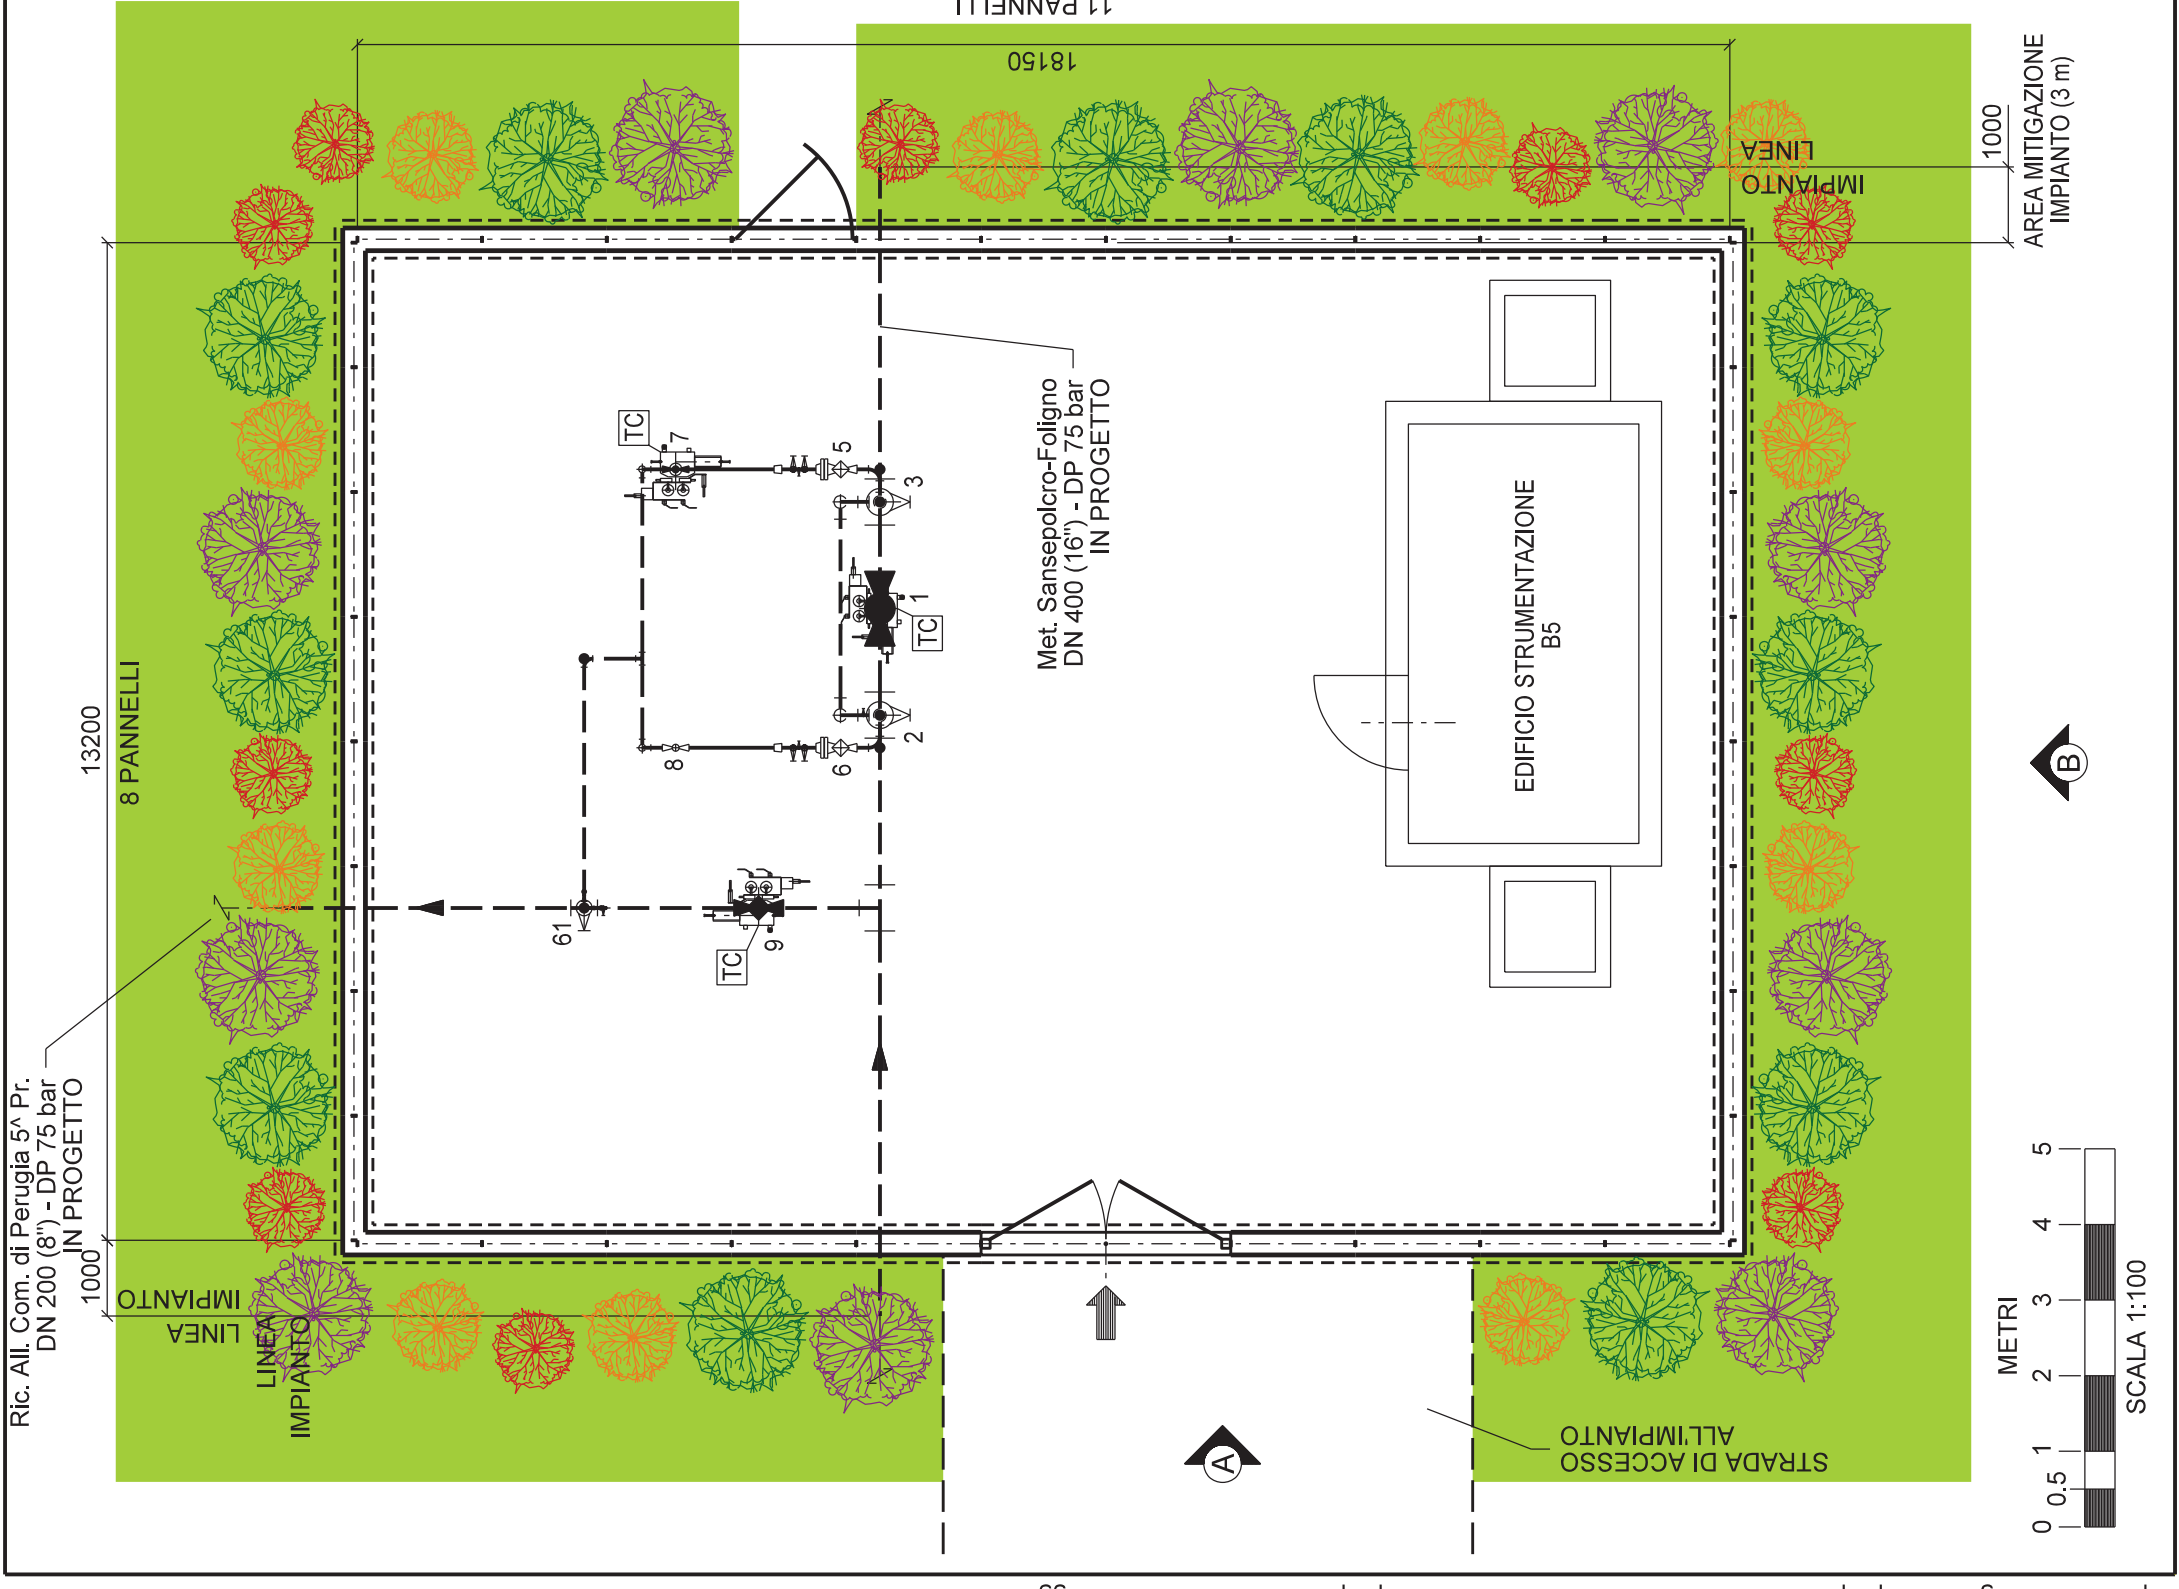 11 PANNELLI
18150
AREA MITIGAZIONE
IMPIANTO (3 m)
1000
LINEA
IMPIANTO
13200
8 PANNELLI
Ric. All. Com. di Perugia 5^ Pr.
DN 200 (8") - DP 75 bar
IN PROGETTO
1000
LINEA
IMPIANTO
LINEA
IMPIANTO
Met. Sansepolcro-Foligno
DN 400 (16") - DP 75 bar
IN PROGETTO
TC
7
5
3
1
TC
2
6
8
61
9
TC
EDIFICIO STRUMENTAZIONE
B5
B
A
STRADA DI ACCESSO
ALL'IMPIANTO
METRI
0 0.5 1 2 3 4 5
SCALA 1:100